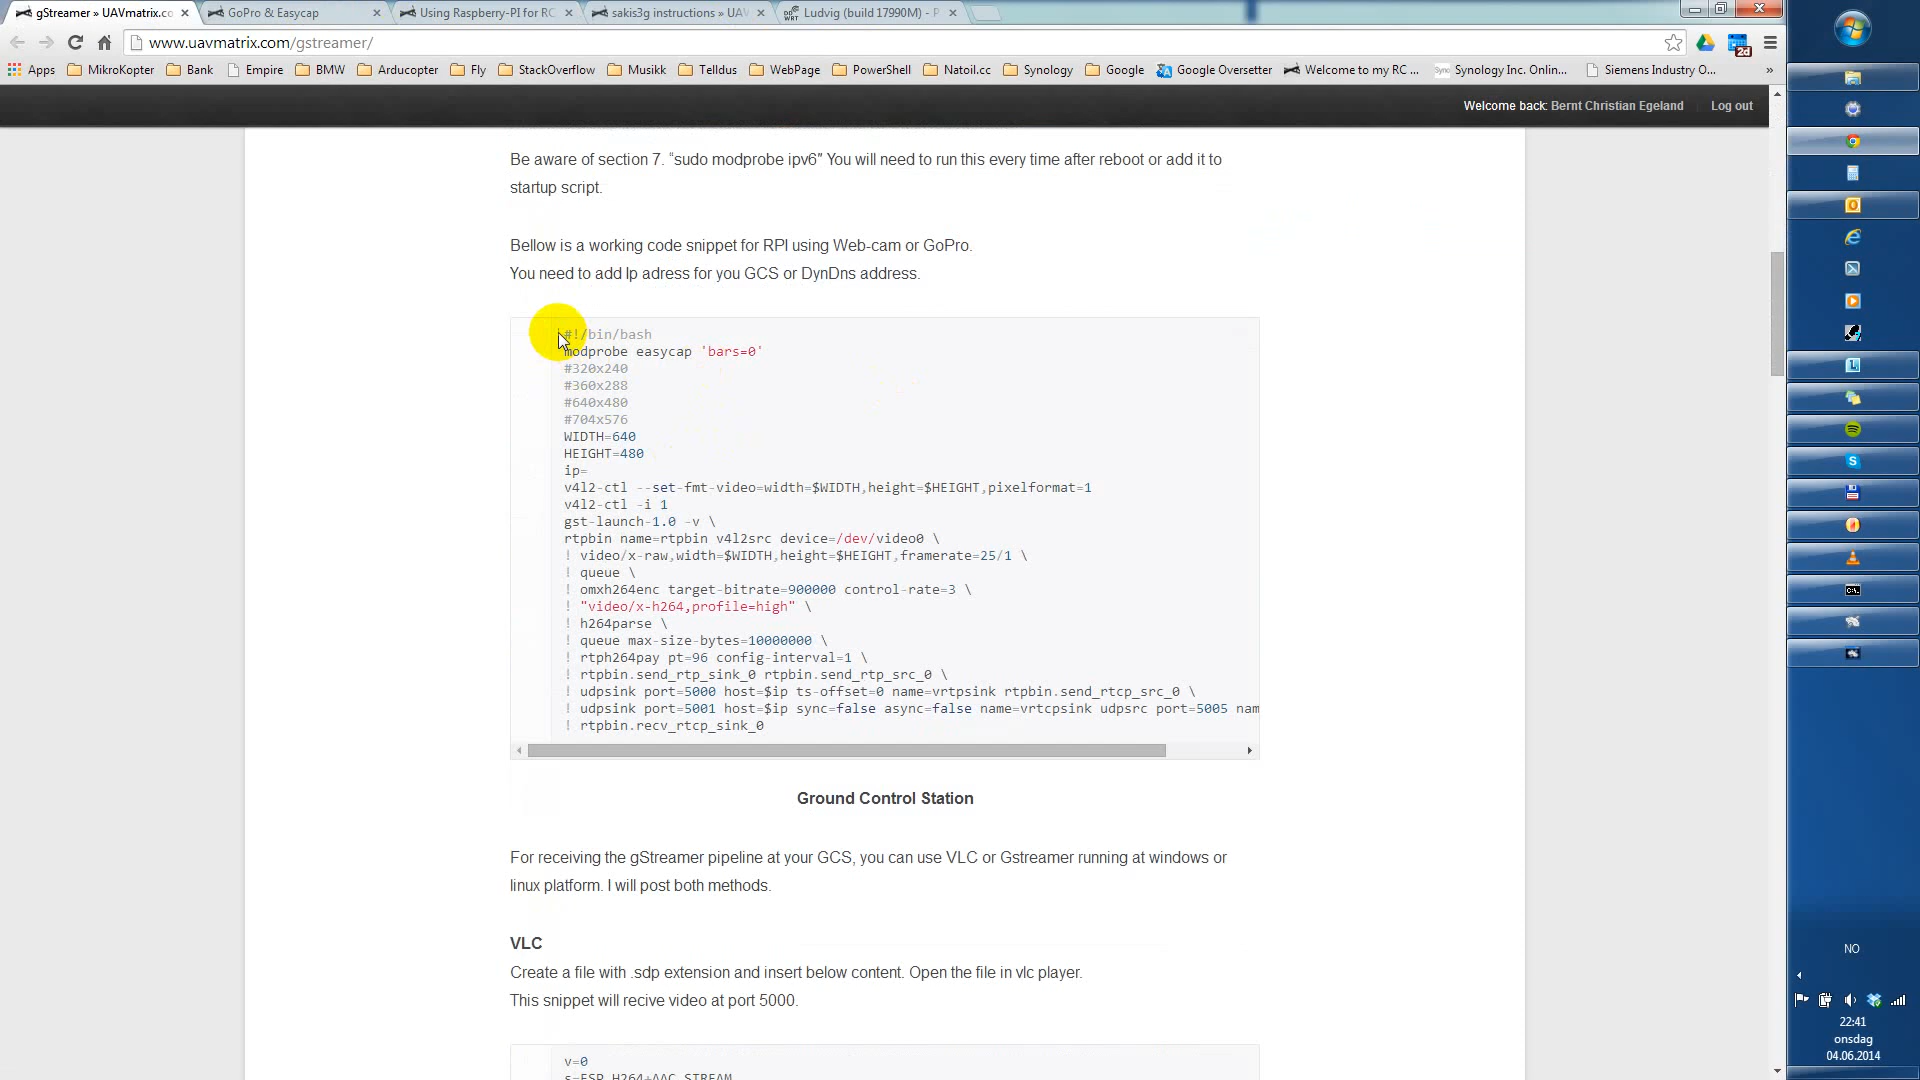 gStreamer » UAVmatrix.co
GoPro & Easycap
Using Raspberry-PI for RC
sakis3g instructions » UAV
Ludvig (build 17990M) - P
www.uavmatrix.com/gstreamer/
Apps
MikroKopter
Bank
Empire
BMW
Arducopter
Fly
StackOverflow
Musikk
Telldus
WebPage
PowerShell
Natoil.cc
Synology
Google
Google Oversetter
Welcome to my RC ...
Synology Inc. Onlin...
Siemens Industry O...
»
Welcome back: Bernt Christian Egeland
Log out
Be aware of section 7. “sudo modprobe ipv6″ You will need to run this every time after reboot or add it to
startup script.
Bellow is a working code snippet for RPI using Web-cam or GoPro.
You need to add Ip adress for you GCS or DynDns address.
#!/bin/bash
modprobe easycap 'bars=0'
#320x240
#360x288
#640x480
#704x576
WIDTH=640
HEIGHT=480
ip=
v4l2-ctl --set-fmt-video=width=$WIDTH,height=$HEIGHT,pixelformat=1
v4l2-ctl -i 1
gst-launch-1.0 -v \
rtpbin name=rtpbin v4l2src device=/dev/video0 \
! video/x-raw,width=$WIDTH,height=$HEIGHT,framerate=25/1 \
! queue \
! omxh264enc target-bitrate=900000 control-rate=3 \
! "video/x-h264,profile=high" \
! h264parse \
! queue max-size-bytes=10000000 \
! rtph264pay pt=96 config-interval=1 \
! rtpbin.send_rtp_sink_0 rtpbin.send_rtp_src_0 \
! udpsink port=5000 host=$ip ts-offset=0 name=vrtpsink rtpbin.send_rtcp_src_0 \
! udpsink port=5001 host=$ip sync=false async=false name=vrtcpsink udpsrc port=5005 nam
! rtpbin.recv_rtcp_sink_0
Ground Control Station
For receiving the gStreamer pipeline at your GCS, you can use VLC or Gstreamer running at windows or
linux platform. I will post both methods.
VLC
Create a file with .sdp extension and insert below content. Open the file in vlc player.
This snippet will recive video at port 5000.
v=0
s=ESP H264+AAC STREAM
NO
22:41
onsdag
04.06.2014